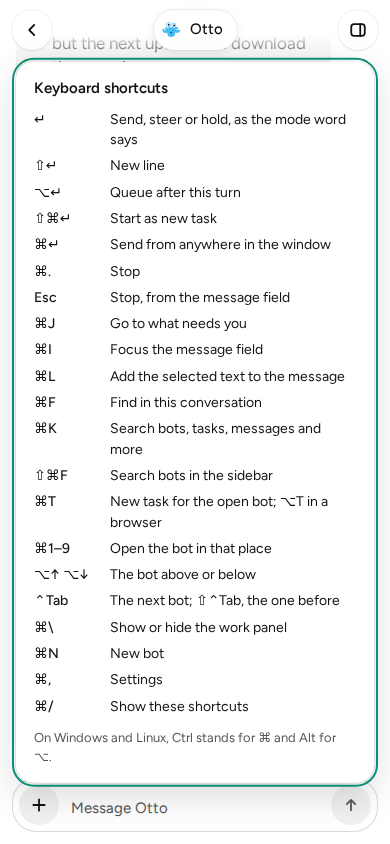 Otto
but the next up download
Keyboard shortcuts
↵ Send, steer or hold, as the mode word
says
⇧↵ New line
⌥↵ Queue after this turn
⇧⌘↵ Start as new task
⌘↵ Send from anywhere in the window
⌘. Stop
Esc Stop, from the message field
⌘J Go to what needs you
⌘I Focus the message field
⌘L Add the selected text to the message
⌘F Find in this conversation
⌘K Search bots, tasks, messages and
more
⇧⌘F Search bots in the sidebar
⌘T New task for the open bot; ⌥T in a
browser
⌘1–9 Open the bot in that place
⌥↑ ⌥↓ The bot above or below
⌃Tab The next bot; ⇧⌃Tab, the one before
⌘\ Show or hide the work panel
⌘N New bot
⌘, Settings
⌘/ Show these shortcuts
On Windows and Linux, Ctrl stands for ⌘ and Alt for
⌥.
Message Otto